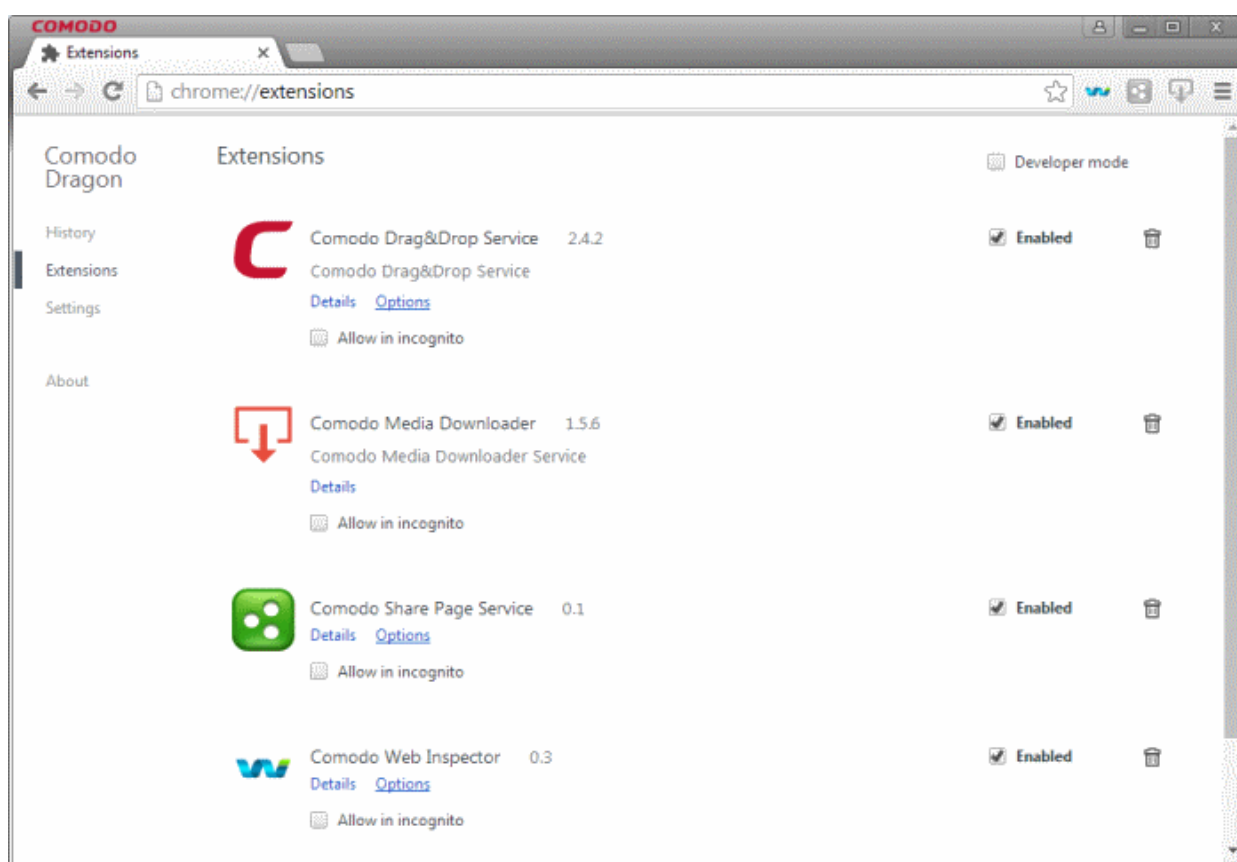 COMODO
Extensions
chrome://extensions
Comodo
Dragon
Extensions
Developer mode
History
Extensions
Settings
About
Comodo Drag&Drop Service 2.4.2
Enabled
Comodo Drag&Drop Service
Details Options
Allow in incognito
Comodo Media Downloader 1.5.6
Enabled
Comodo Media Downloader Service
Details
Allow in incognito
Comodo Share Page Service 0.1
Enabled
Details Options
Allow in incognito
Comodo Web Inspector 0.3
Enabled
Details Options
Allow in incognito